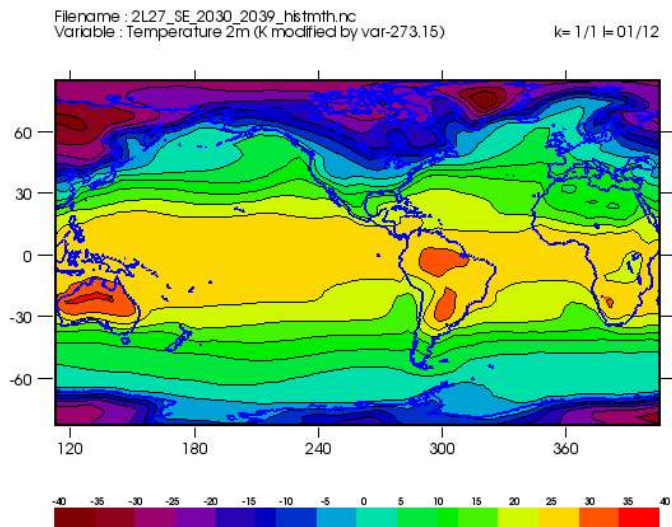 Filename : 2L27_SE_2030_2039_histmth.nc
Variable : Temperature 2m (K modified by var-273.15) k= 1/1 l= 01/12
60
30
0
-30
-60
120 180 240 300 360
-40 -35 -30 -25 -20 -15 -10 -5 0 5 10 15 20 25 30 35 40